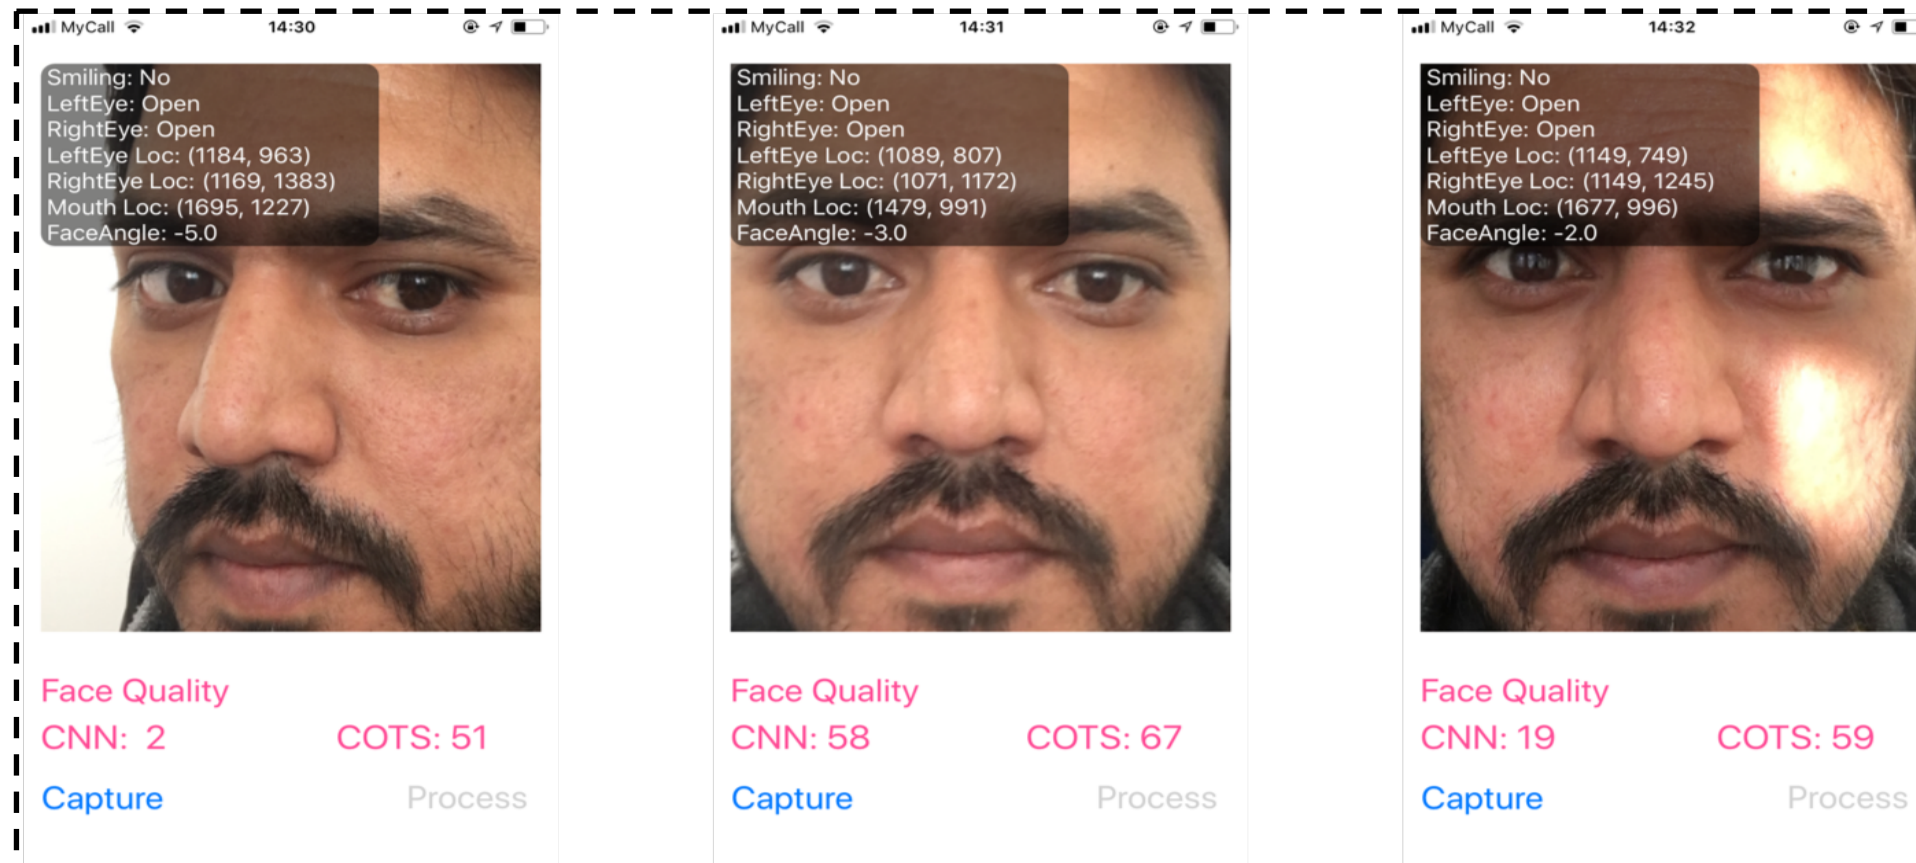 MyCall 14:30
Smiling: No
LeftEye: Open
RightEye: Open
LeftEye Loc: (1184, 963)
RightEye Loc: (1169, 1383)
Mouth Loc: (1695, 1227)
FaceAngle: -5.0
Face Quality
CNN: 2 COTS: 51
Capture Process
MyCall 14:31
Smiling: No
LeftEye: Open
RightEye: Open
LeftEye Loc: (1089, 807)
RightEye Loc: (1071, 1172)
Mouth Loc: (1479, 991)
FaceAngle: -3.0
Face Quality
CNN: 58 COTS: 67
Capture Process
MyCall 14:32
Smiling: No
LeftEye: Open
RightEye: Open
LeftEye Loc: (1149, 749)
RightEye Loc: (1149, 1245)
Mouth Loc: (1677, 996)
FaceAngle: -2.0
Face Quality
CNN: 19 COTS: 59
Capture Process